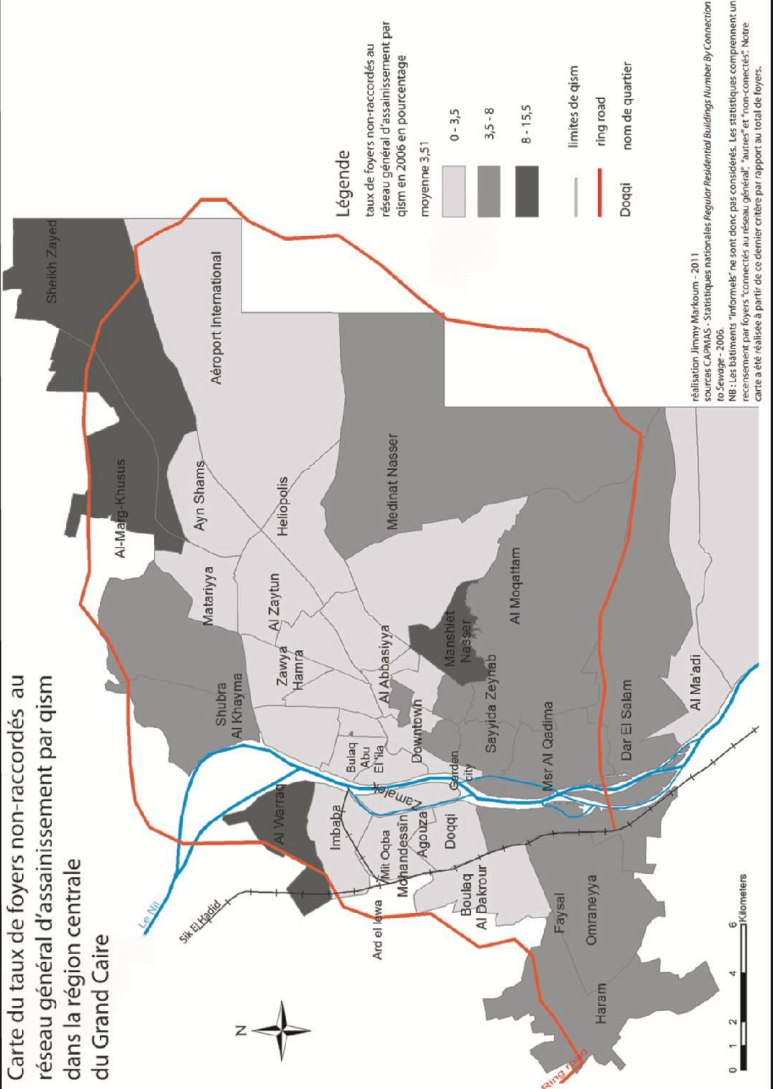 Carte du taux de foyers non-raccordés au
réseau général d'assainissement par qism
dans la région centrale
du Grand Caire
Légende
taux de foyers non-raccordés au
réseau général d'assainissement par
qism en 2006 en pourcentage
moyenne 3,51
0 - 3,5
3,5 - 8
8 - 15,5
limites de qism
ring road
Doqqi
nom de quartier
Sheikh Zayed
Al-Marg-Khusus
Aéroport International
Ayn Shams
Matariyya
Heliopolis
Shubra
Al Khayma
Al Zaytun
Zawya
Hamra
Medinat Nasser
Al Abbasiyya
Manshiet
Nasser
Al Moqattam
Bulaq
Abu
El 'ila
Downtown
Sayyida Zeynab
Garden
city
Zamalek
Msr Al Qadima
Dar El Salam
Al Ma'adi
Le Nil
Sik El Hadid
Al Warraq
Imbaba
Mit Oqba
Mohandessin
Agouza
Doqqi
Ard el lewa
Boulaq
Al Dakrour
Faysal
Omraneyya
Haram
Ring road
N
0 1 2 4 6
Kilometers
réalisation Jimmy Markoum - 2011
sources CAPMAS - Statistiques nationales Regular Residential Buildings Number By Connection
to Sewage - 2006.
NB : Les bâtiments "informels" ne sont donc pas considérés. Les statistiques comprennent un
recensement par foyers "connectés au réseau général", "autres" et "non-conectés". Notre
carte a été réalisée à partir de ce dernier critère par rapport au total de foyers.